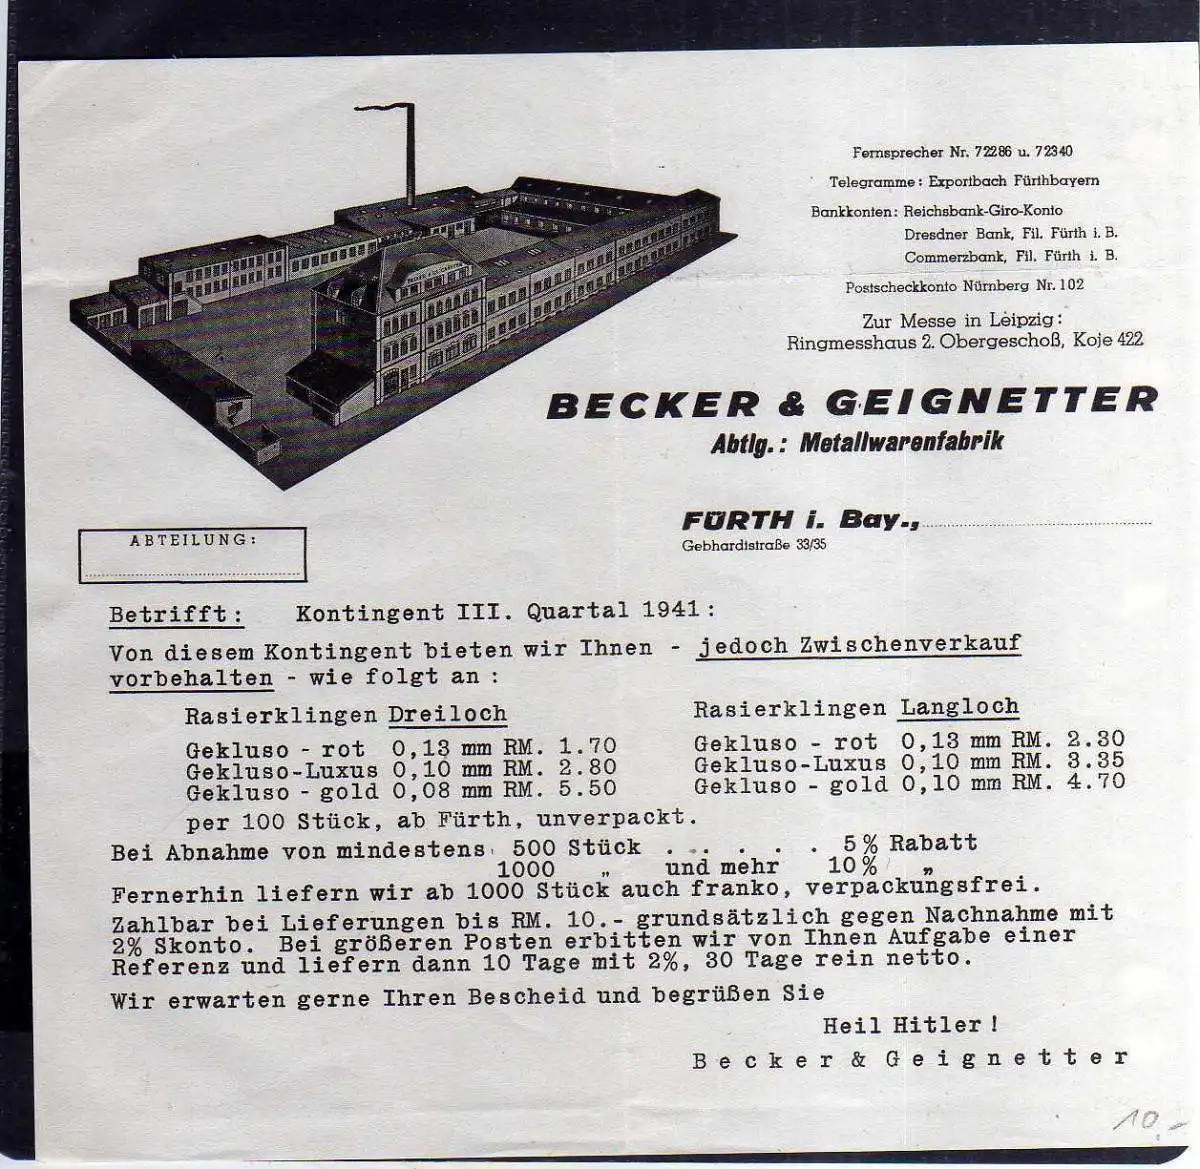 Fernsprecher Nr. 72286 u. 72340
Telegramme: Exportbach Fürthbayern
Bankkonten: Reichsbank-Giro-Konto
Dresdner Bank, Fil. Fürth i. B.
Commerzbank, Fil. Fürth i. B.
Postscheckkonto Nürnberg Nr. 102
Zur Messe in Leipzig:
Ringmesshaus 2. Obergeschoß, Koje 422
BECKER & GEIGNETTER
Abtlg.: Metallwarenfabrik
FÜRTH i. Bay.,
Gebhardtstraße 33/35
ABTEILUNG:
Betrifft: Kontingent III. Quartal 1941:
Von diesem Kontingent bieten wir Ihnen - jedoch Zwischenverkauf
vorbehalten - wie folgt an:
Rasierklingen Dreiloch
Gekluso - rot 0,13 mm RM. 1.70
Gekluso-Luxus 0,10 mm RM. 2.80
Gekluso - gold 0,08 mm RM. 5.50
Rasierklingen Langloch
Gekluso - rot 0,13 mm RM. 2.30
Gekluso-Luxus 0,10 mm RM. 3.35
Gekluso - gold 0,10 mm RM. 4.70
per 100 Stück, ab Fürth, unverpackt.
Bei Abnahme von mindestens 500 Stück . . . . . . 5% Rabatt
1000 „ und mehr 10% „
Fernerhin liefern wir ab 1000 Stück auch franko, verpackungsfrei.
Zahlbar bei Lieferungen bis RM. 10.- grundsätzlich gegen Nachnahme mit
2% Skonto. Bei größeren Posten erbitten wir von Ihnen Aufgabe einer
Referenz und liefern dann 10 Tage mit 2%, 30 Tage rein netto.
Wir erwarten gerne Ihren Bescheid und begrüßen Sie
Heil Hitler!
Becker & Geignetter
10,-